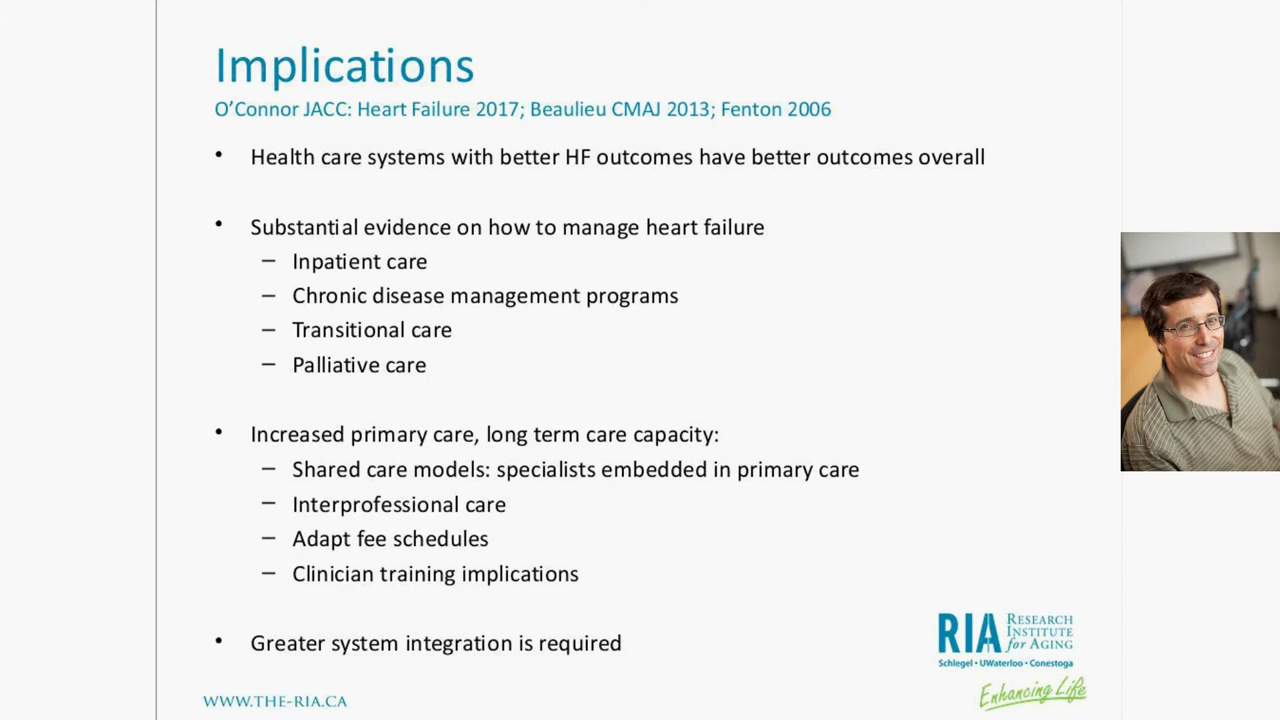 Implications
O’Connor JACC: Heart Failure 2017; Beaulieu CMAJ 2013; Fenton 2006
• Health care systems with better HF outcomes have better outcomes overall
• Substantial evidence on how to manage heart failure
– Inpatient care
– Chronic disease management programs
– Transitional care
– Palliative care
• Increased primary care, long term care capacity:
– Shared care models: specialists embedded in primary care
– Interprofessional care
– Adapt fee schedules
– Clinician training implications
• Greater system integration is required
RIA RESEARCH
INSTITUTE
for AGING
Schlegel • UWaterloo • Conestoga
Enhancing Life
WWW.THE-RIA.CA